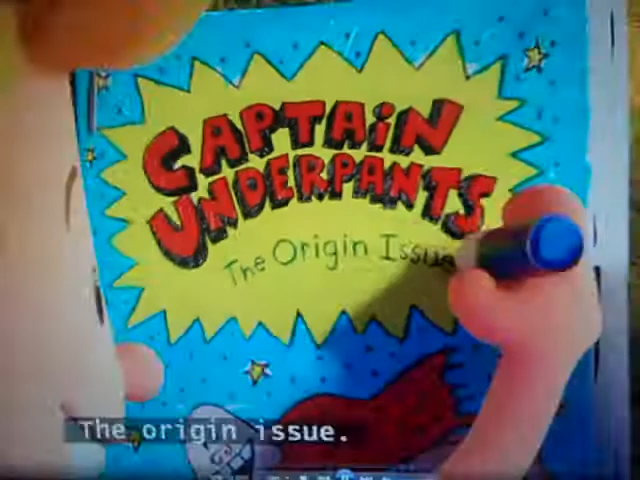 CAPTAiN
UNDERPANTS
The Origin Issue
The origin issue.